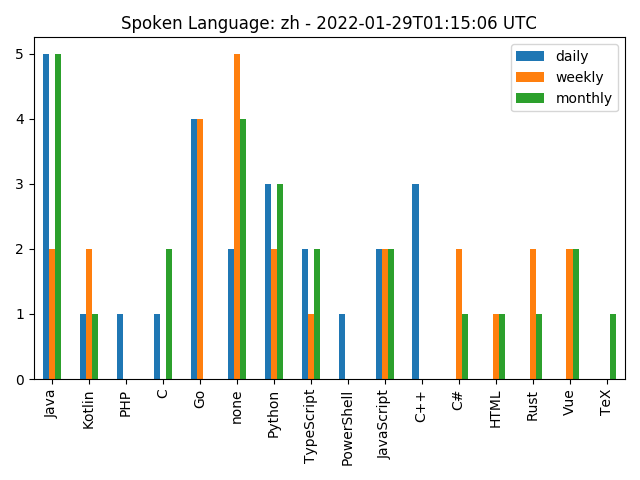 Spoken Language: zh - 2022-01-29T01:15:06 UTC
daily
weekly
monthly
5
4
3
2
1
0
Java
Kotlin
PHP
C
Go
none
Python
TypeScript
PowerShell
JavaScript
C++
C#
HTML
Rust
Vue
TeX